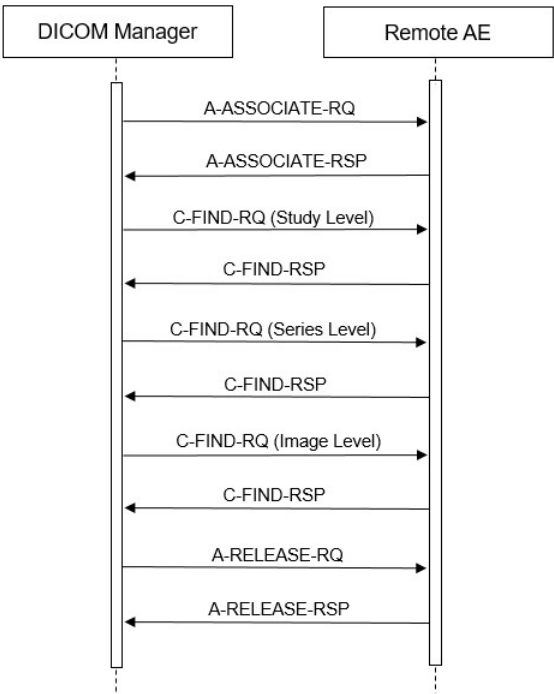 DICOM Manager
Remote AE
A-ASSOCIATE-RQ
A-ASSOCIATE-RSP
C-FIND-RQ (Study Level)
C-FIND-RSP
C-FIND-RQ (Series Level)
C-FIND-RSP
C-FIND-RQ (Image Level)
C-FIND-RSP
A-RELEASE-RQ
A-RELEASE-RSP